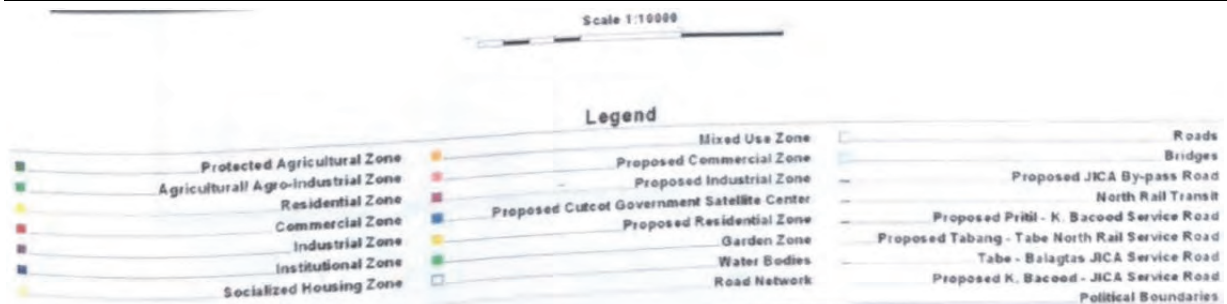 Scale 1:10000
Legend
Protected Agricultural Zone
Agricultural/ Agro-Industrial Zone
Residential Zone
Commercial Zone
Industrial Zone
Institutional Zone
Socialized Housing Zone
Mixed Use Zone
Proposed Commercial Zone
Proposed Industrial Zone
Proposed Cutcot Government Satellite Center
Proposed Residential Zone
Garden Zone
Water Bodies
Road Network
Roads
Bridges
Proposed JICA By-pass Road
North Rail Transit
Proposed Pritil - K. Bacood Service Road
Proposed Tabang - Tabe North Rail Service Road
Tabe - Balagtas JICA Service Road
Proposed K. Bacood - JICA Service Road
Political Boundaries